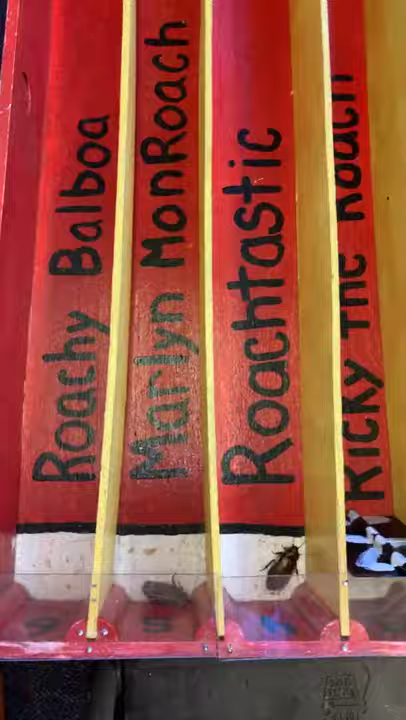 Roachy Balboa
Marlyn MonRoach
Roachtastic
Ricky The Roach